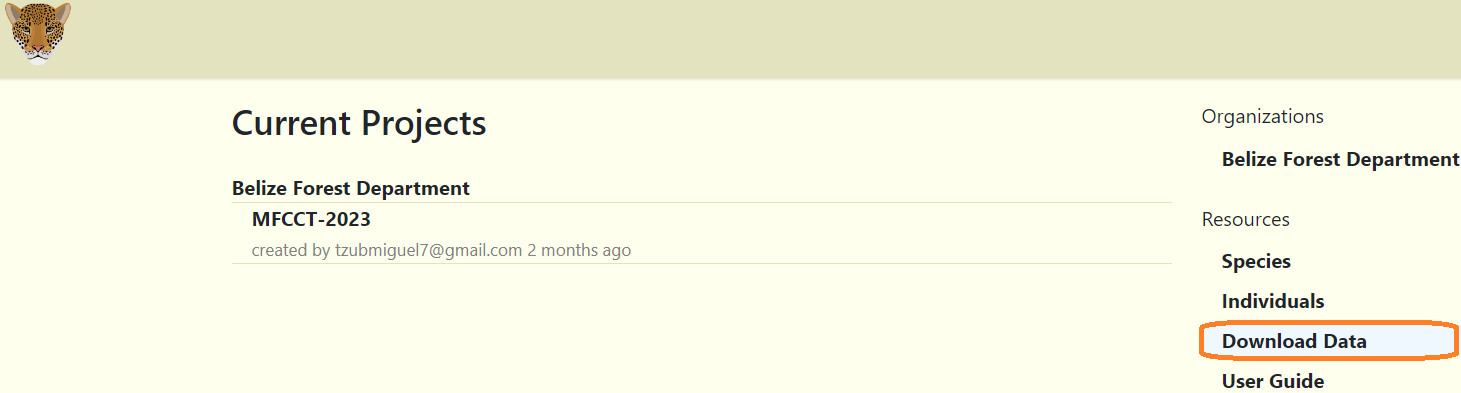 Current Projects
Belize Forest Department
MFCCT-2023
created by tzubmiguel7@gmail.com 2 months ago
Organizations
Belize Forest Department
Resources
Species
Individuals
Download Data
User Guide